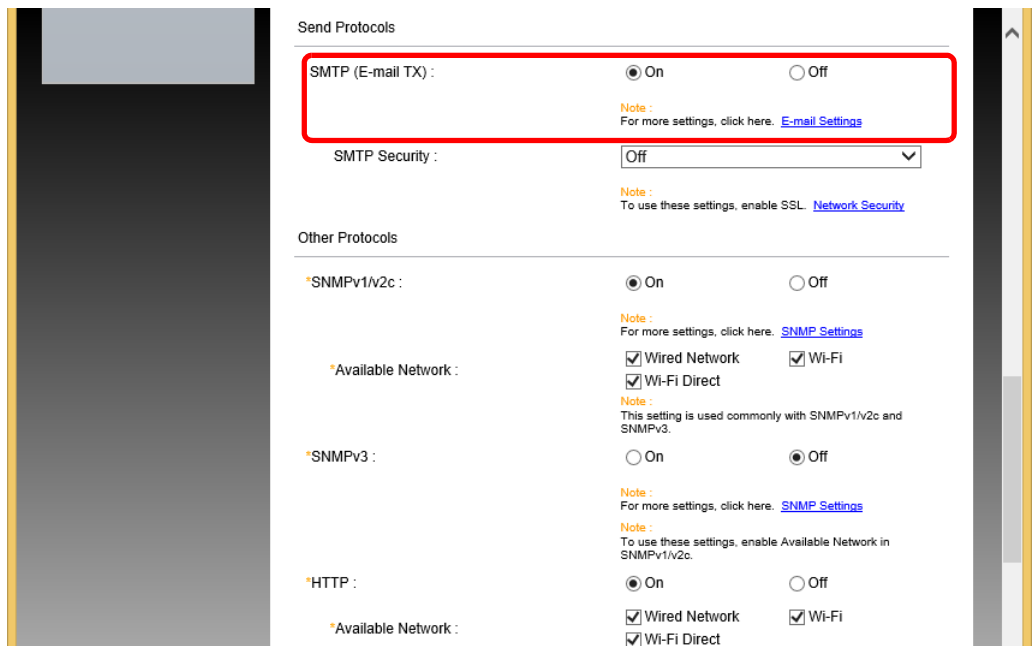 Send Protocols
SMTP (E-mail TX) : On Off
Note :
For more settings, click here. E-mail Settings
SMTP Security : Off
Note :
To use these settings, enable SSL. Network Security
Other Protocols
*SNMPv1/v2c : On Off
Note :
For more settings, click here. SNMP Settings
*Available Network : Wired Network Wi-Fi
Wi-Fi Direct
Note :
This setting is used commonly with SNMPv1/v2c and
SNMPv3.
*SNMPv3 : On Off
Note :
For more settings, click here. SNMP Settings
Note :
To use these settings, enable Available Network in
SNMPv1/v2c.
*HTTP : On Off
*Available Network : Wired Network Wi-Fi
Wi-Fi Direct